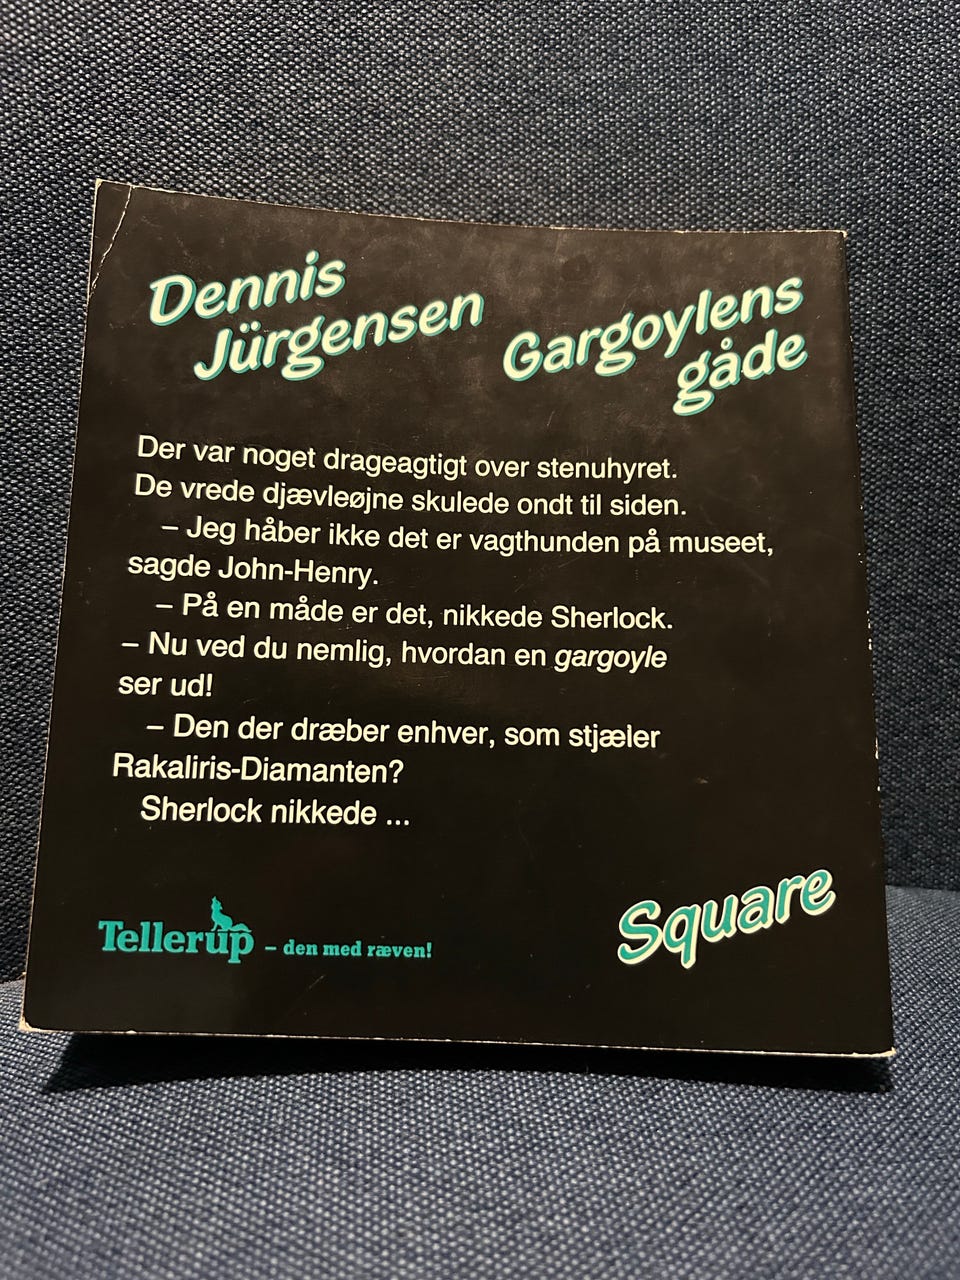 Dennis
Jürgensen
Gargoylens
gåde
Der var noget drageagtigt over stenuhyret.
De vrede djævleøjne skulede ondt til siden.
– Jeg håber ikke det er vagthunden på museet,
sagde John-Henry.
– På en måde er det, nikkede Sherlock.
– Nu ved du nemlig, hvordan en gargoyle
ser ud!
– Den der dræber enhver, som stjæler
Rakaliris-Diamanten?
Sherlock nikkede ...
Tellerup – den med ræven!
Square